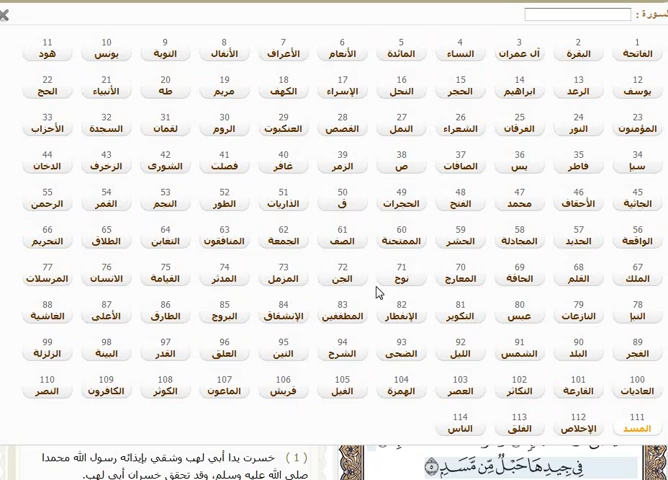 السورة :
1 2 3 4 5 6 7 8 9 10 11
الفاتحة البقرة آل عمران النساء المائدة الأنعام الأعراف الأنفال التوبة يونس هود
12 13 14 15 16 17 18 19 20 21 22
يوسف الرعد ابراهيم الحجر النحل الإسراء الكهف مريم طه الأنبياء الحج
23 24 25 26 27 28 29 30 31 32 33
المؤمنون النور الفرقان الشعراء النمل القصص العنكبوت الروم لقمان السجدة الأحزاب
34 35 36 37 38 39 40 41 42 43 44
سبإ فاطر يس الصافات ص الزمر غافر فصلت الشورى الزخرف الدخان
45 46 47 48 49 50 51 52 53 54 55
الجاثية الأحقاف محمد الفتح الحجرات ق الذاريات الطور النجم القمر الرحمن
56 57 58 59 60 61 62 63 64 65 66
الواقعة الحديد المجادلة الحشر الممتحنة الصف الجمعة المنافقون التغابن الطلاق التحريم
67 68 69 70 71 72 73 74 75 76 77
الملك القلم الحاقة المعارج نوح الجن المزمل المدثر القيامة الانسان المرسلات
78 79 80 81 82 83 84 85 86 87 88
النبإ النازعات عبس التكوير الإنفطار المطففين الإنشقاق البروج الطارق الأعلى الغاشية
89 90 91 92 93 94 95 96 97 98 99
الفجر البلد الشمس الليل الضحى الشرح التين العلق القدر البينة الزلزلة
100 101 102 103 104 105 106 107 108 109 110
العاديات القارعة التكاثر العصر الهمزة الفيل قريش الماعون الكوثر الكافرون النصر
111 112 113 114
المسد الإخلاص الفلق الناس
فِي جِيدِهَا حَبْلٌ مِّن مَّسَدٍ ٥
( 1 ) خسرت يدا أبي لهب وشقي بإيذائه رسول الله محمدا
صلى الله عليه وسلم، وقد تحقق خسران أبي لهب.